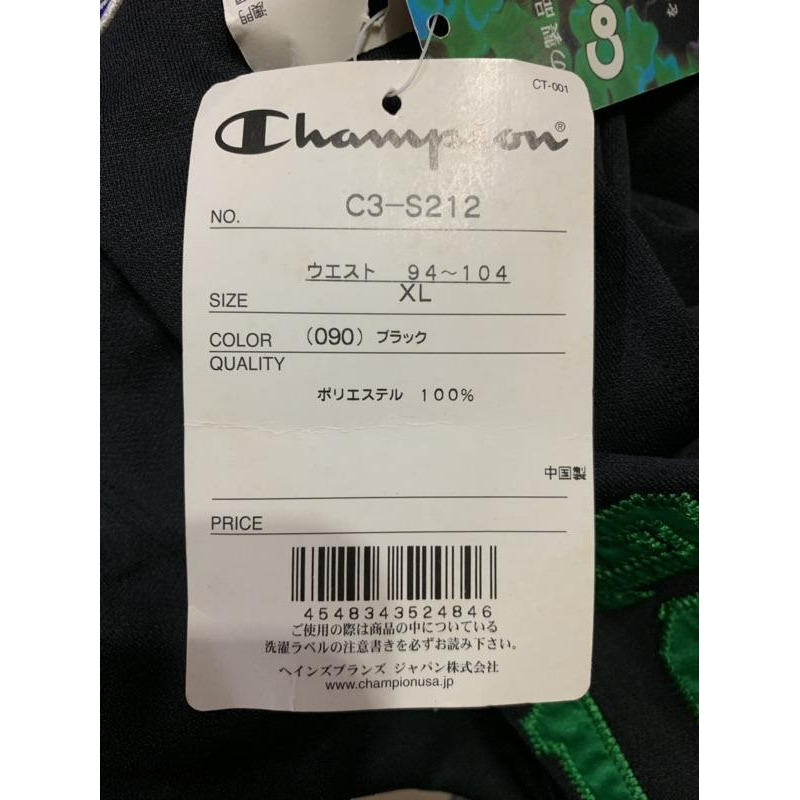 CT-001
Champion®
NO. C3-S212
ウエスト 94～104
SIZE XL
COLOR (090) ブラック
QUALITY
ポリエステル 100%
中国製
PRICE
4548343524846
ご使用の際は商品の中についている
洗濯ラベルの注意書きを必ずお読み下さい。
ヘインズブランズ ジャパン株式会社
www.championusa.jp